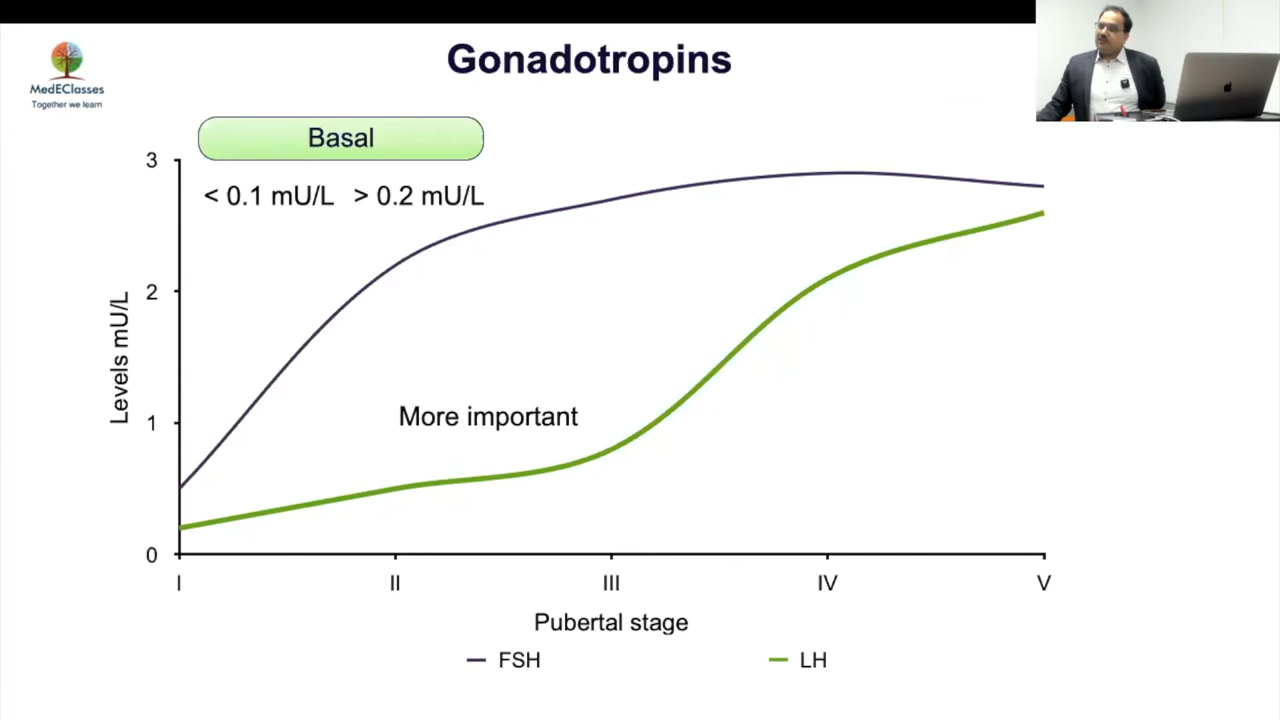 Gonadotropins
MedEClasses
Together we learn
Basal
< 0.1 mU/L > 0.2 mU/L
3
2
1
0
Levels mU/L
More important
I II III IV V
Pubertal stage
FSH LH